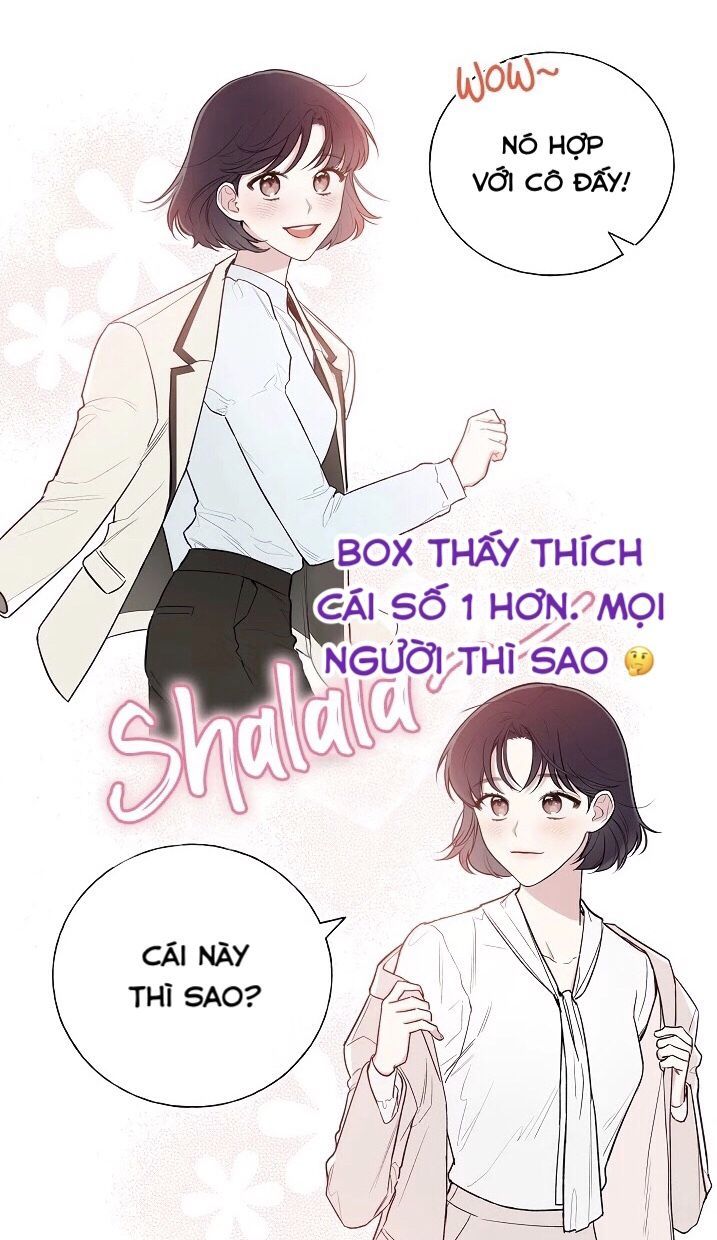 WOW~
NÓ HỢP
VỚI CÔ ĐẤY!
BOX THẤY THÍCH
CÁI SỐ 1 HƠN. MỌI
NGƯỜI THÌ SAO 🤔
Shalala~
CÁI NÀY
THÌ SAO?